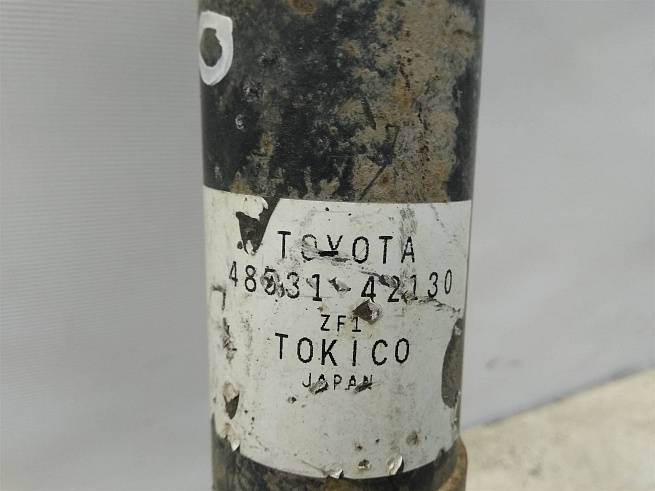 TOYOTA
48531-42130
ZF1
TOKICO
JAPAN